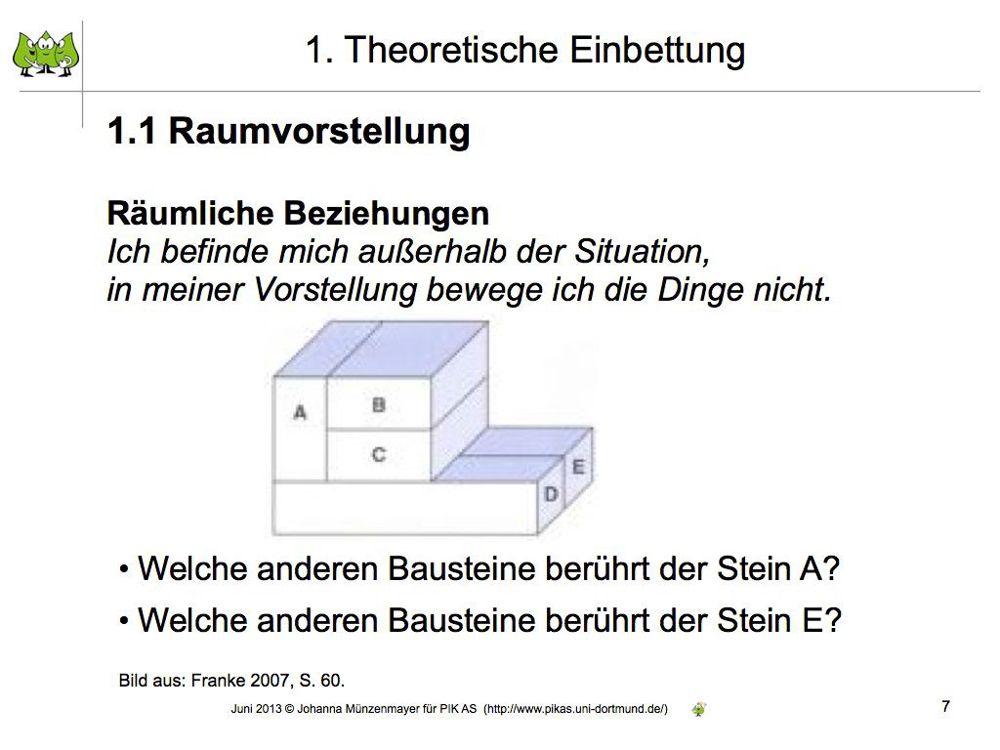 1. Theoretische Einbettung
1.1 Raumvorstellung
Räumliche Beziehungen
Ich befinde mich außerhalb der Situation,
in meiner Vorstellung bewege ich die Dinge nicht.
A
B
C
E
D
• Welche anderen Bausteine berührt der Stein A?
• Welche anderen Bausteine berührt der Stein E?
Bild aus: Franke 2007, S. 60.
Juni 2013 © Johanna Münzenmayer für PIK AS (http://www.pikas.uni-dortmund.de/)
7